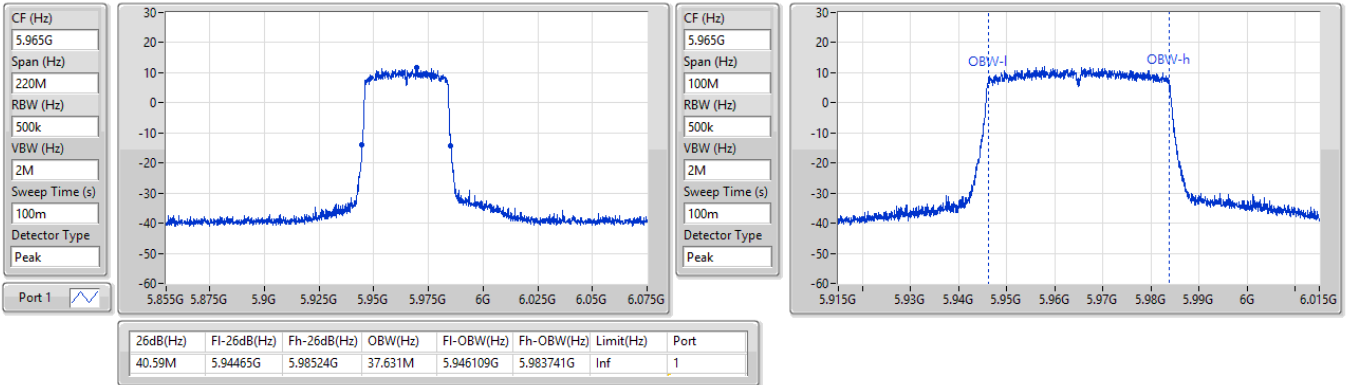 CF (Hz)
5.965G
Span (Hz)
220M
RBW (Hz)
500k
VBW (Hz)
2M
Sweep Time (s)
100m
Detector Type
Peak
Port 1
30
20
10
0
-10
-20
-30
-40
-50
-60
5.855G 5.875G 5.9G 5.925G 5.95G 5.975G 6G 6.025G 6.05G 6.075G
CF (Hz)
5.965G
Span (Hz)
100M
RBW (Hz)
500k
VBW (Hz)
2M
Sweep Time (s)
100m
Detector Type
Peak
30
20
10
0
-10
-20
-30
-40
-50
-60
OBW-l OBW-h
5.915G 5.93G 5.94G 5.95G 5.96G 5.97G 5.98G 5.99G 6G 6.015G
26dB(Hz) Fl-26dB(Hz) Fh-26dB(Hz) OBW(Hz) Fl-OBW(Hz) Fh-OBW(Hz) Limit(Hz) Port
40.59M 5.94465G 5.98524G 37.631M 5.946109G 5.983741G Inf 1